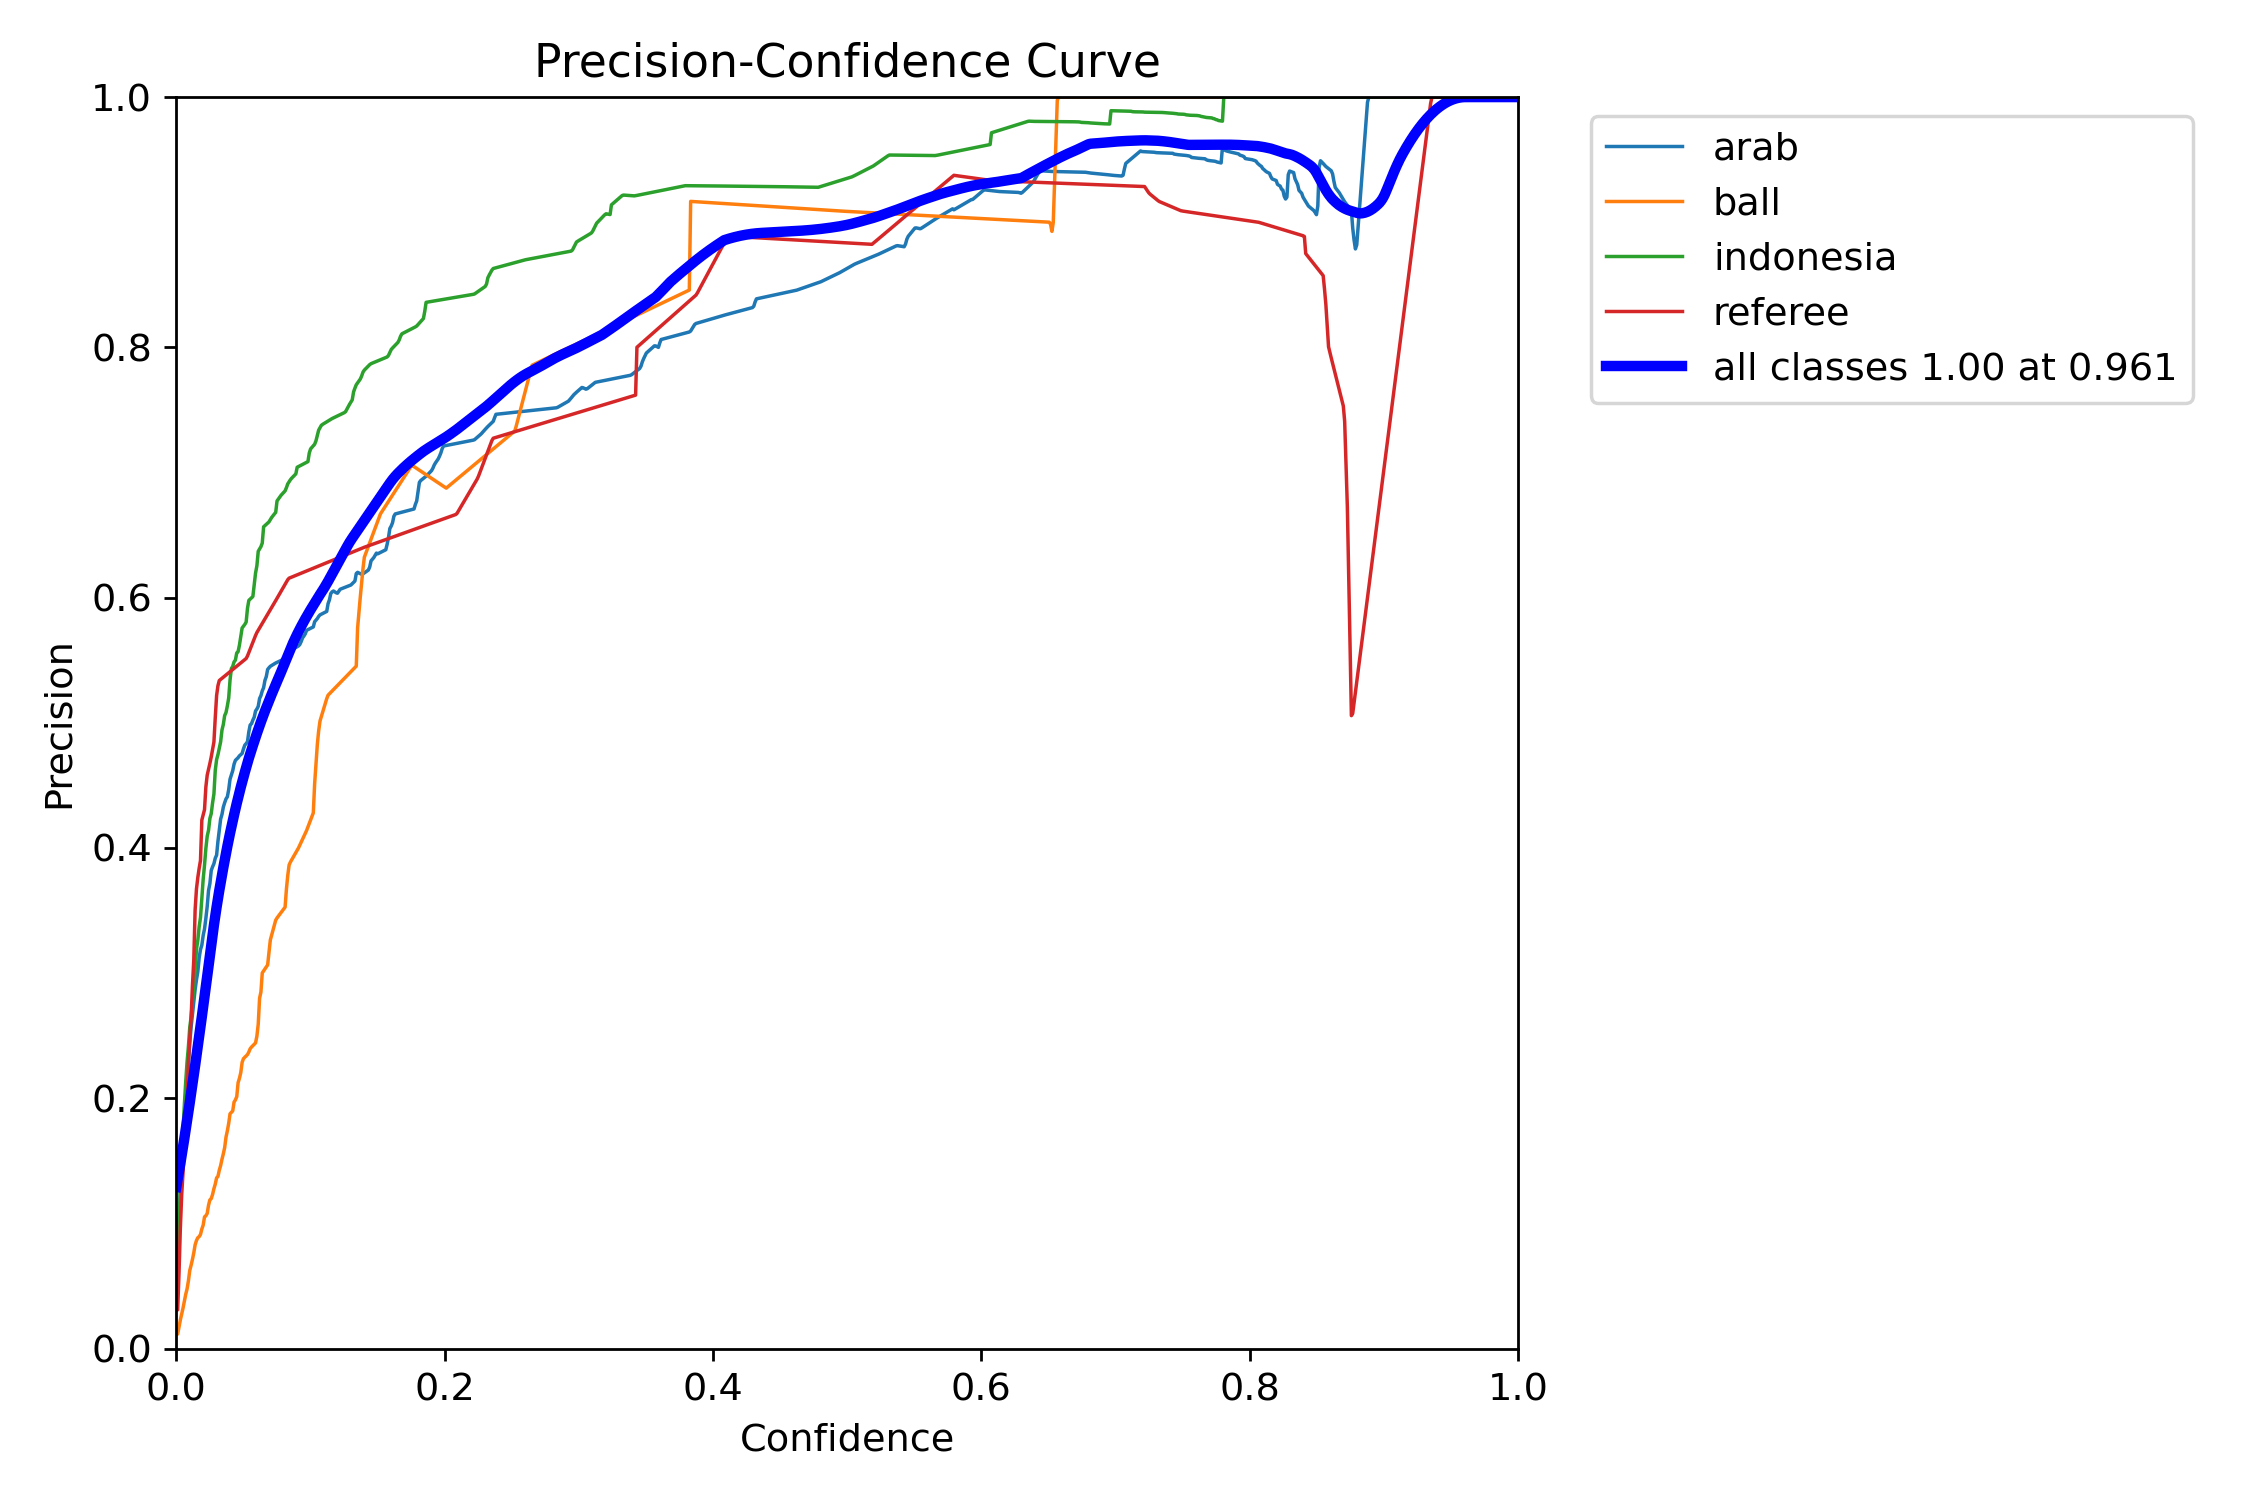 Precision-Confidence Curve
1.0
0.8
0.6
0.4
0.2
0.0
Precision
0.0 0.2 0.4 0.6 0.8 1.0
Confidence
arab
ball
indonesia
referee
all classes 1.00 at 0.961